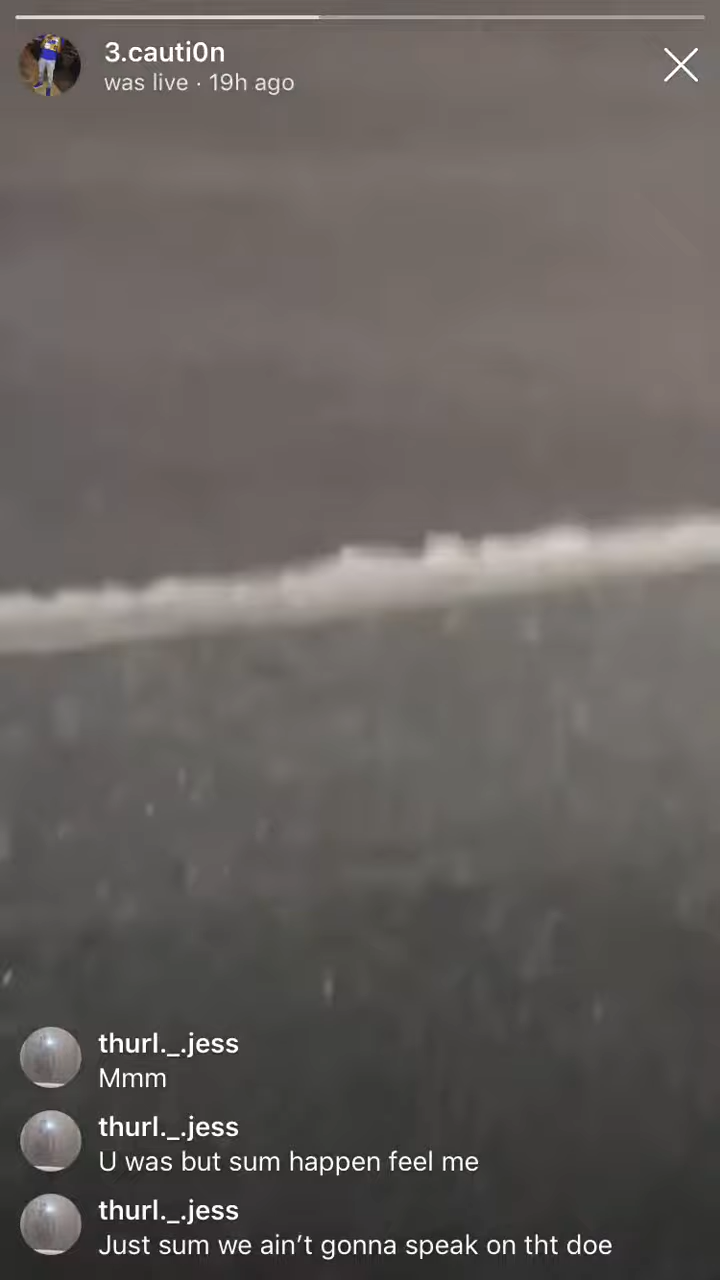 3.cauti0n
was live · 19h ago
thurl._.jess
Mmm
thurl._.jess
U was but sum happen feel me
thurl._.jess
Just sum we ain’t gonna speak on tht doe